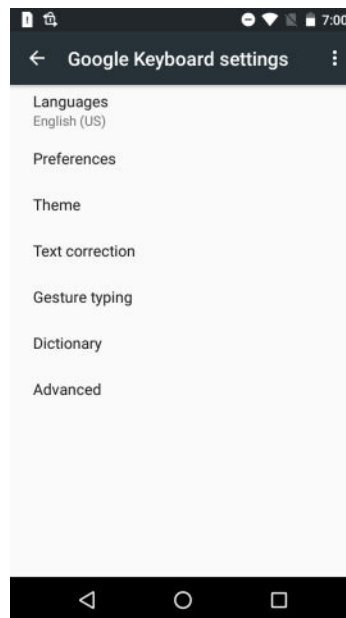 7:00
Google Keyboard settings
Languages
English (US)
Preferences
Theme
Text correction
Gesture typing
Dictionary
Advanced